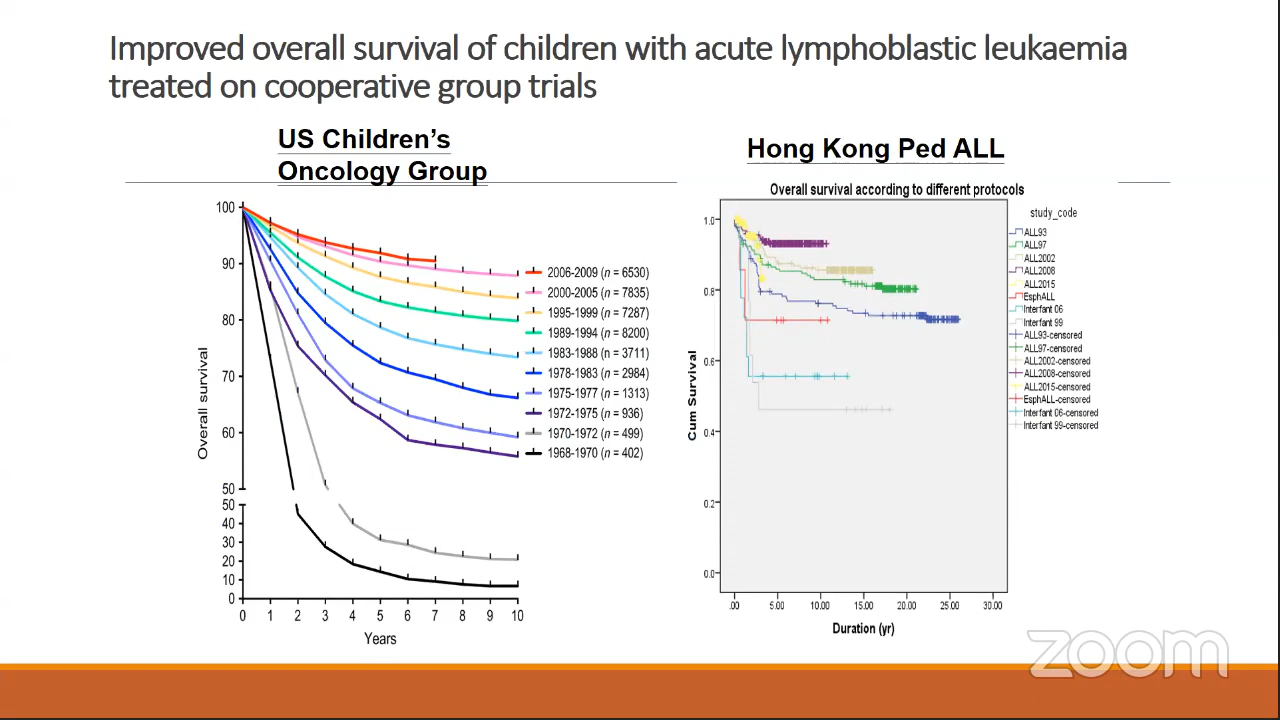 Improved overall survival of children with acute lymphoblastic leukaemia
treated on cooperative group trials
US Children's
Oncology Group
Overall survival
100
90
80
70
60
50
50
40
30
20
10
0
0 1 2 3 4 5 6 7 8 9 10
Years
2006-2009 (n = 6530)
2000-2005 (n = 7835)
1995-1999 (n = 7287)
1989-1994 (n = 8200)
1983-1988 (n = 3711)
1978-1983 (n = 2984)
1975-1977 (n = 1313)
1972-1975 (n = 936)
1970-1972 (n = 499)
1968-1970 (n = 402)
Hong Kong Ped ALL
Overall survival according to different protocols
Cum Survival
1.0
0.8
0.6
0.4
0.2
0.0
.00 5.00 10.00 15.00 20.00 25.00 30.00
Duration (yr)
study_code
ALL93
ALL97
ALL2002
ALL2008
ALL2015
EsphALL
Interfant 06
Interfant 99
ALL93-censored
ALL97-censored
ALL2002-censored
ALL2008-censored
ALL2015-censored
EsphALL-censored
Interfant 06-censored
Interfant 99-censored
zoom